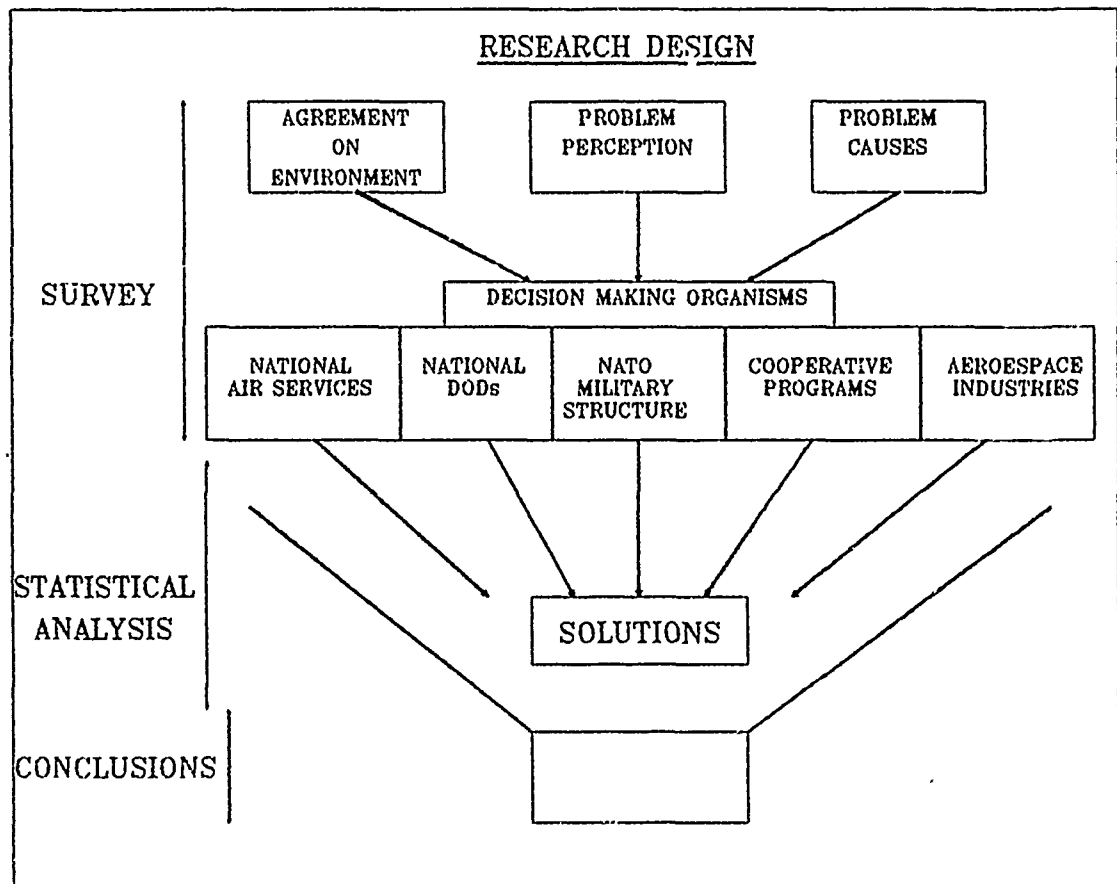 RESEARCH DESIGN
AGREEMENT
ON
ENVIRONMENT
PROBLEM
PERCEPTION
PROBLEM
CAUSES
SURVEY
DECISION MAKING ORGANISMS
NATIONAL
AIR SERVICES
NATIONAL
DODs
NATO
MILITARY
STRUCTURE
COOPERATIVE
PROGRAMS
AEROESPACE
INDUSTRIES
STATISTICAL
ANALYSIS
SOLUTIONS
CONCLUSIONS